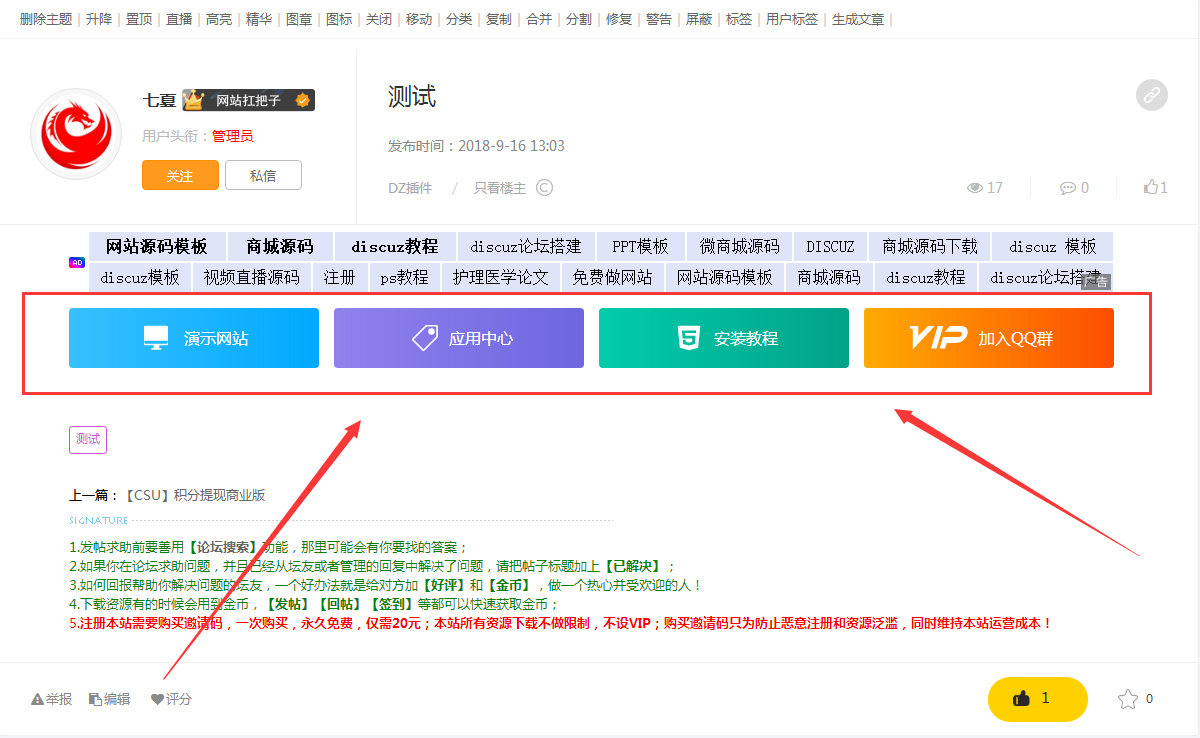 删除主题 | 升降 | 置顶 | 直播 | 高亮 | 精华 | 图章 | 图标 | 关闭 | 移动 | 分类 | 复制 | 合并 | 分割 | 修复 | 警告 | 屏蔽 | 标签 | 用户标签 | 生成文章 |
七夏 网站扛把子
用户头衔：管理员
关注 私信
测试
发布时间：2018-9-16 13:03
DZ插件 / 只看楼主
17 0 1
网站源码模板 商城源码 discuz教程 discuz论坛搭建 PPT模板 微商城源码 DISCUZ 商城源码下载 discuz 模板
AD
discuz模板 视频直播源码 注册 ps教程 护理医学论文 免费做网站 网站源码模板 商城源码 discuz教程 discuz论坛搭建
广告
演示网站 应用中心 安装教程 VIP 加入QQ群
测试
上一篇：【CSU】积分提现商业版
SIGNATURE
1.发帖求助前要善用【论坛搜索】功能，那里可能会有你要找的答案；
2.如果你在论坛求助问题，并且已经从坛友或者管理的回复中解决了问题，请把帖子标题加上【已解决】；
3.如何回报帮助你解决问题的坛友，一个好办法就是给对方加【好评】和【金币】，做一个热心并受欢迎的人！
4.下载资源有的时候会用到金币，【发帖】【回帖】【签到】等都可以快速获取金币；
5.注册本站需要购买邀请码，一次购买，永久免费，仅需20元；本站所有资源下载不做限制，不设VIP；购买邀请码只为防止恶意注册和资源泛滥，同时维持本站运营成本！
举报 编辑 评分
1 0